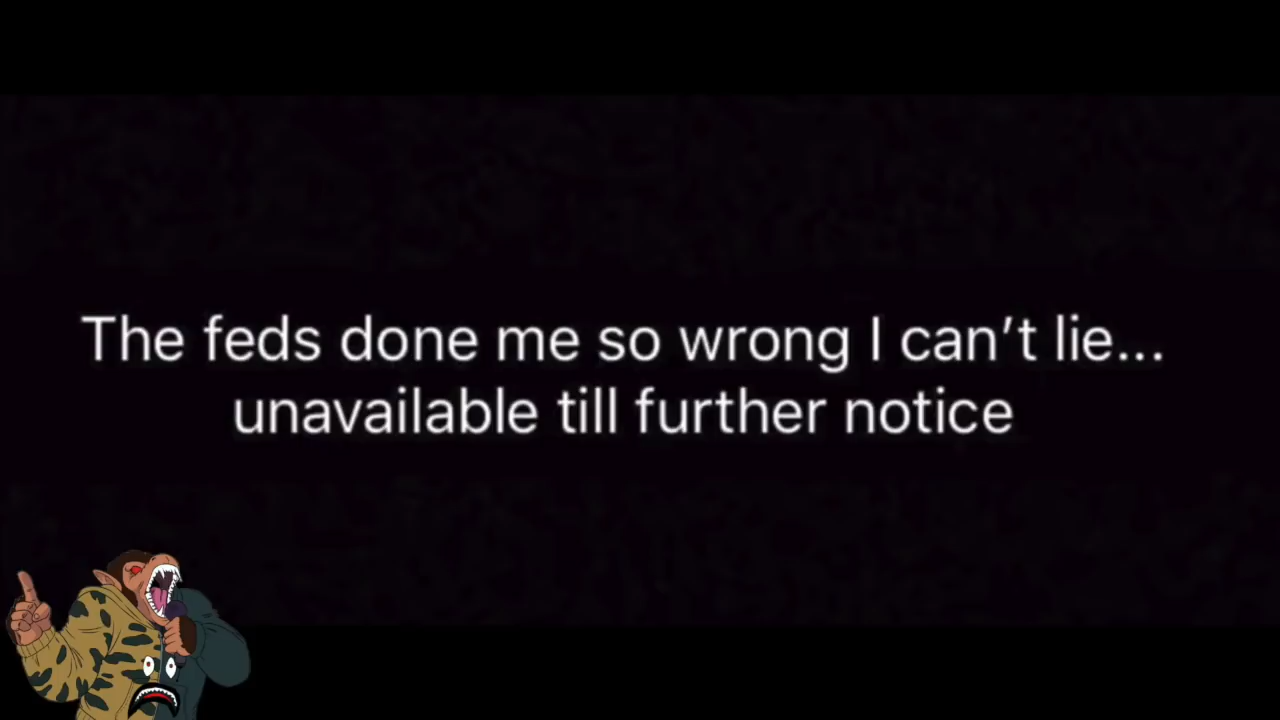 The feds done me so wrong I can’t lie...
unavailable till further notice